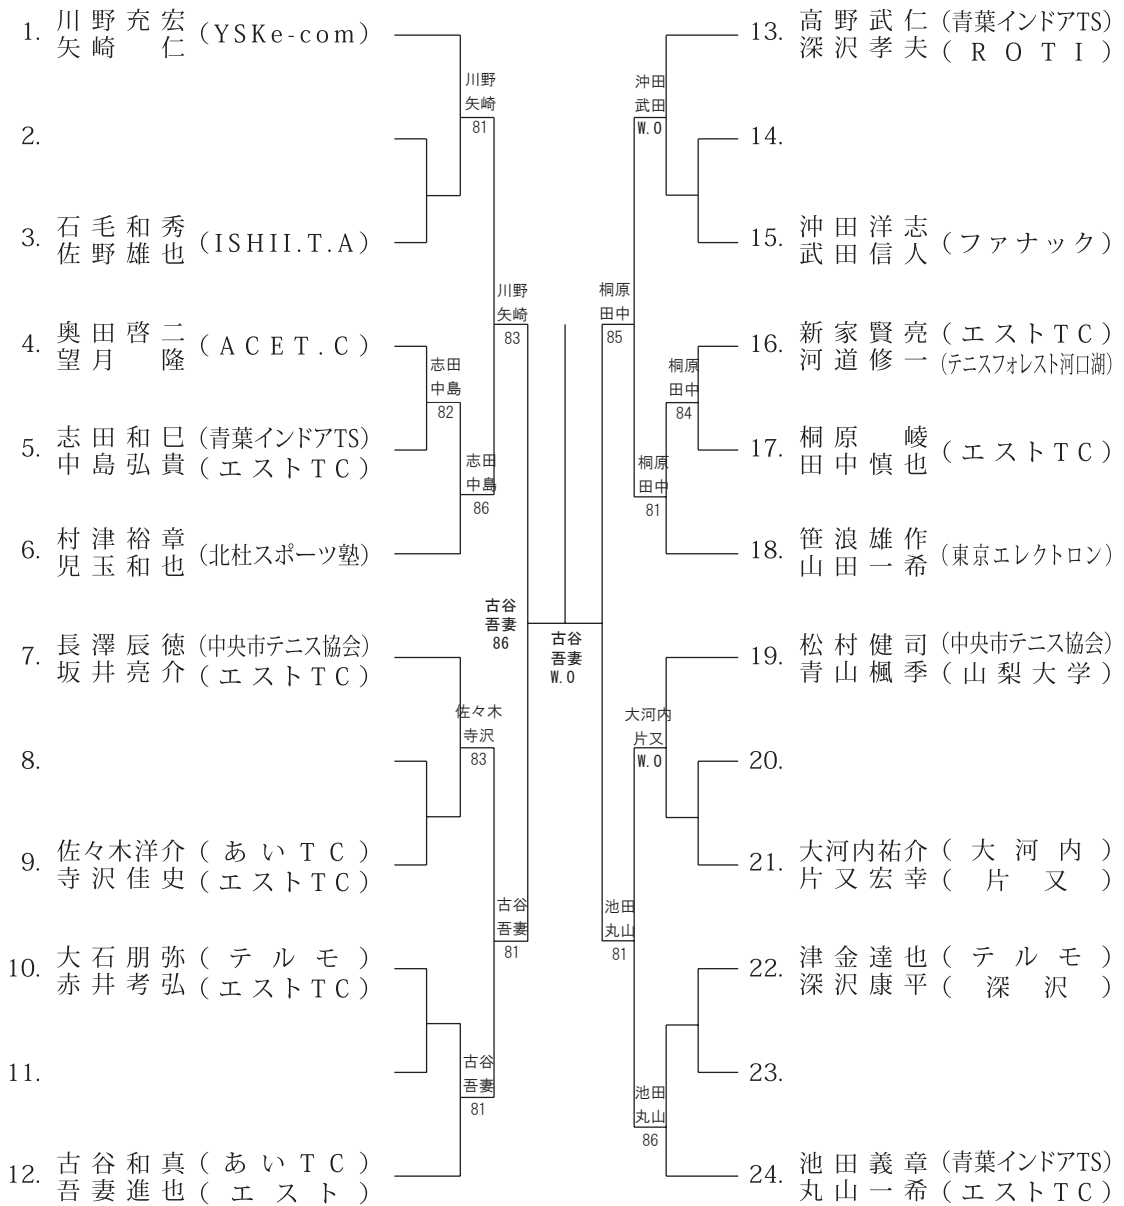 1. 川野充宏 (YSKe-com)
矢崎 仁
2.
3. 石毛和秀 (ISHII.T.A)
佐野雄也
4. 奥田啓二 (ACET.C)
望月 隆
5. 志田和巳 (青葉インドアTS)
中島弘貴 (エストTC)
6. 村津裕章 (北杜スポーツ塾)
児玉和也
7. 長澤辰徳 (中央市テニス協会)
坂井亮介 (エストTC)
8.
9. 佐々木洋介 (あいTC)
寺沢佳史 (エストTC)
10. 大石朋弥 (テルモ)
赤井考弘 (エストTC)
11.
12. 古谷和真 (あいTC)
吾妻進也 (エスト)
川野
矢崎
81
志田
中島
82
志田
中島
86
川野
矢崎
83
佐々木
寺沢
83
古谷
吾妻
81
古谷
吾妻
81
古谷
吾妻
86
古谷
吾妻
W.O
沖田
武田
W.O
桐原
田中
85
桐原
田中
84
桐原
田中
81
大河内
片又
W.O
池田
丸山
81
池田
丸山
86
13. 高野武仁 (青葉インドアTS)
深沢孝夫 (ROTI)
14.
15. 沖田洋志 (ファナック)
武田信人
16. 新家賢亮 (エストTC)
河道修一 (テニスフォレスト河口湖)
17. 桐原 崚 (エストTC)
田中慎也
18. 笹浪雄作 (東京エレクトロン)
山田一希
19. 松村健司 (中央市テニス協会)
青山楓季 (山梨大学)
20.
21. 大河内祐介 (大河内)
片又宏幸 (片又)
22. 津金達也 (テルモ)
深沢康平 (深沢)
23.
24. 池田義章 (青葉インドアTS)
丸山一希 (エストTC)